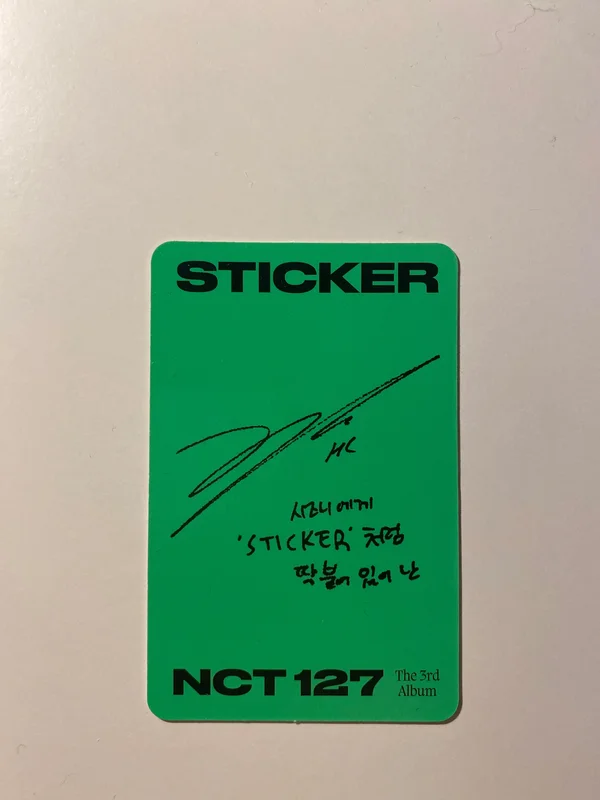 STICKER
HC
시즈니에게
'STICKER' 처럼
딱 붙어 있어 난
NCT 127
The 3rd
Album